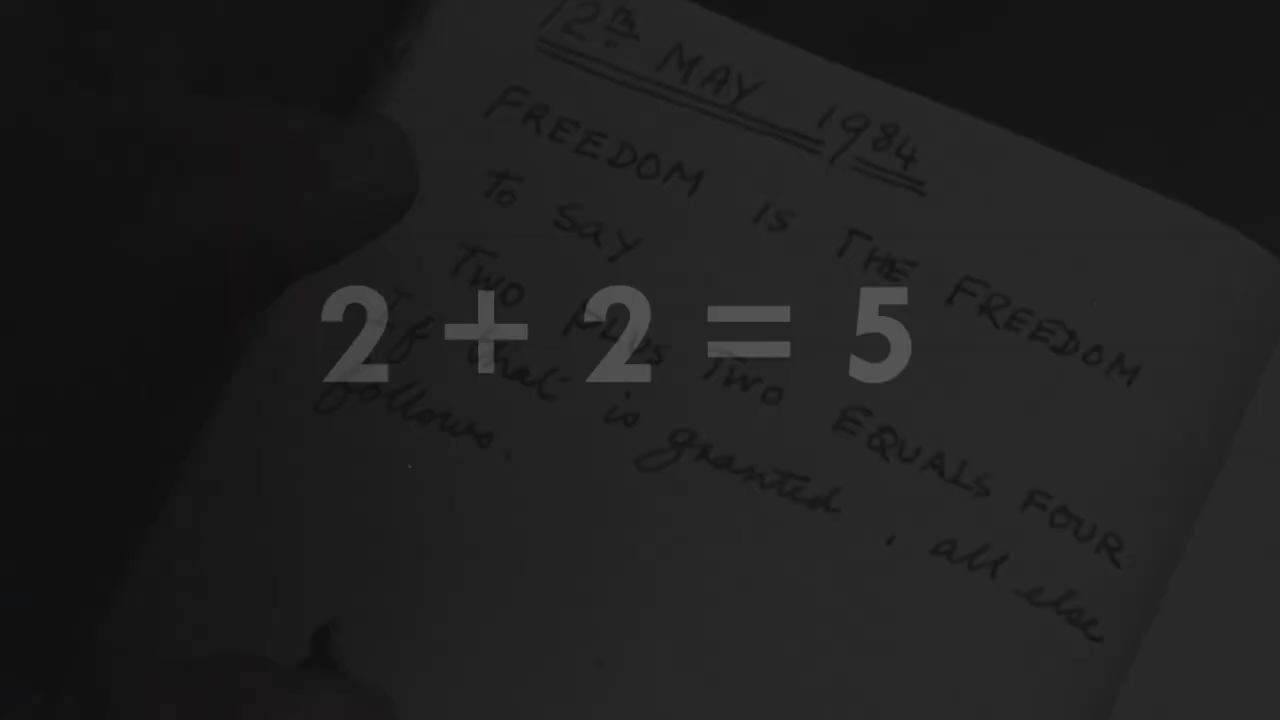 12th MAY 1984
FREEDOM is THE FREEDOM
To Say
Two PLUS Two EQUALS FOUR
If that is granted, all else
follows.
2 + 2 = 5